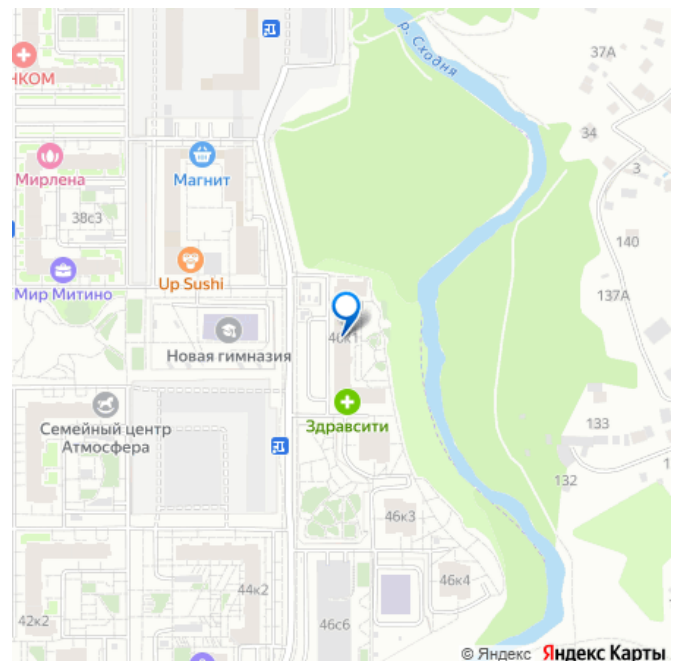 р. Сходня
37А
НКОМ
34
3
Мирлена
Магнит
38с3
140
Мир Митино
Up Sushi
137А
Новая гимназия
Здравсити
Семейный центр
Атмосфера
133
132
46к3
46к4
44к2
42к2
46с6
© Яндекс Яндекс Карты